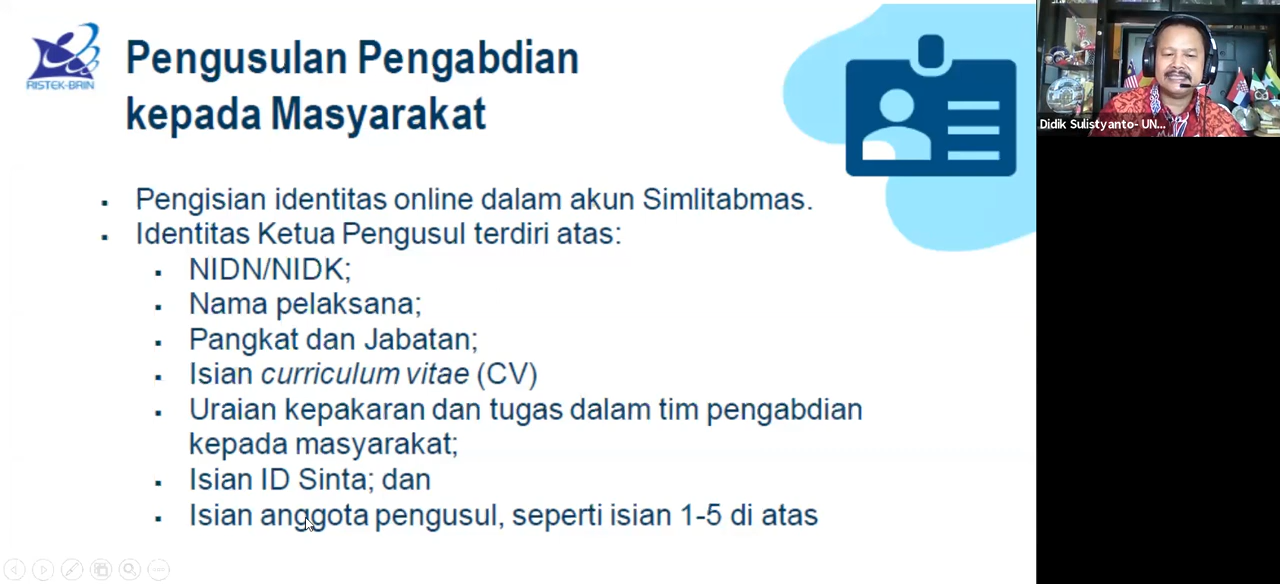 RISTEK-BRIN
Pengusulan Pengabdian
kepada Masyarakat
Pengisian identitas online dalam akun Simlitabmas.
Identitas Ketua Pengusul terdiri atas:
NIDN/NIDK;
Nama pelaksana;
Pangkat dan Jabatan;
Isian curriculum vitae (CV)
Uraian kepakaran dan tugas dalam tim pengabdian
kepada masyarakat;
Isian ID Sinta; dan
Isian anggota pengusul, seperti isian 1-5 di atas
Didik Sulistyanto- UN...